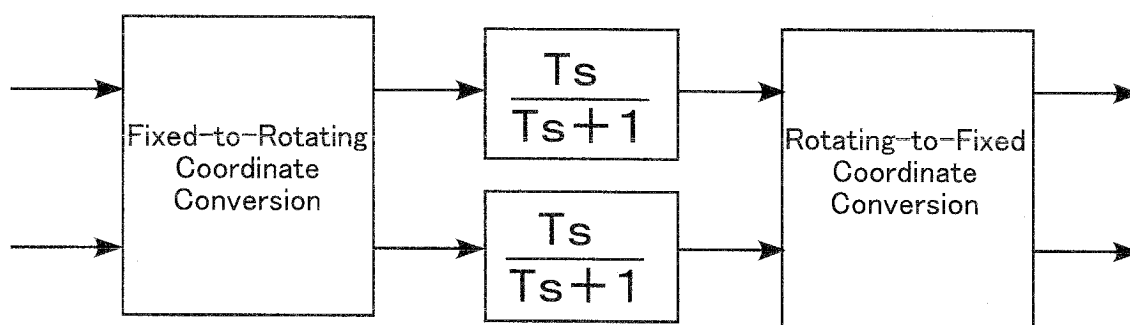 Fixed-to-Rotating
Coordinate
Conversion
Ts
Ts+1
Ts
Ts+1
Rotating-to-Fixed
Coordinate
Conversion